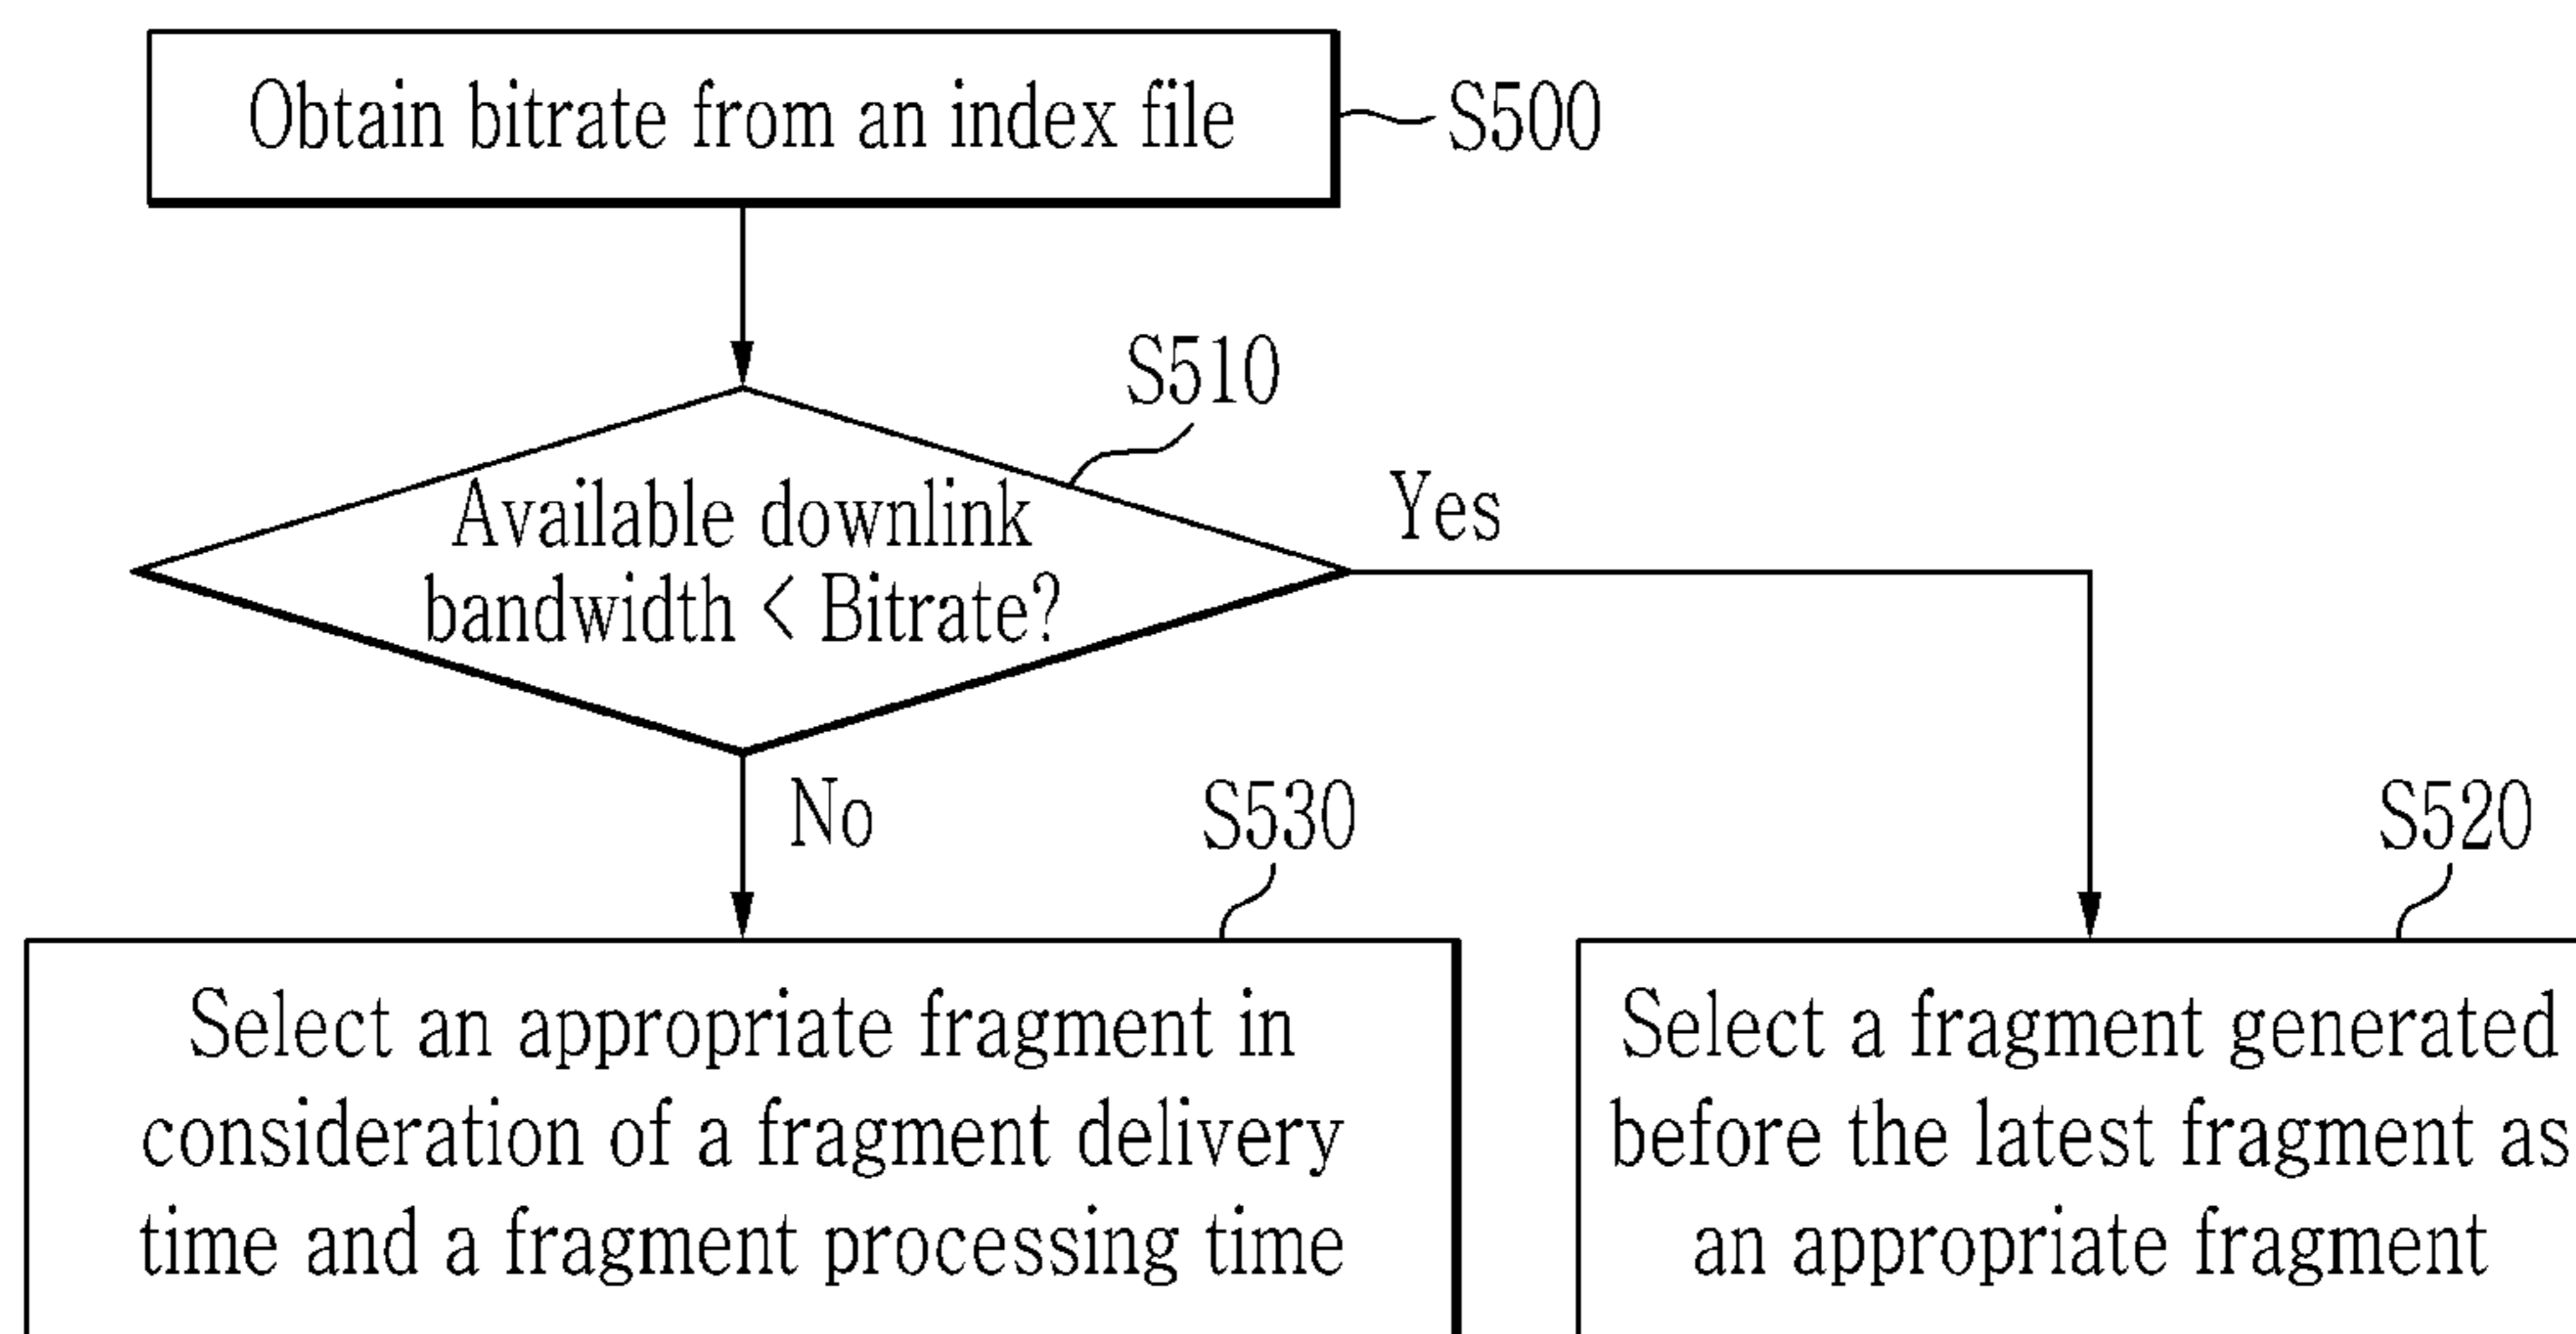 Obtain bitrate from an index file
S500
S510
Available downlink
bandwidth < Bitrate?
Yes
No
S530
S520
Select an appropriate fragment in
consideration of a fragment delivery
time and a fragment processing time
Select a fragment generated
before the latest fragment as
an appropriate fragment